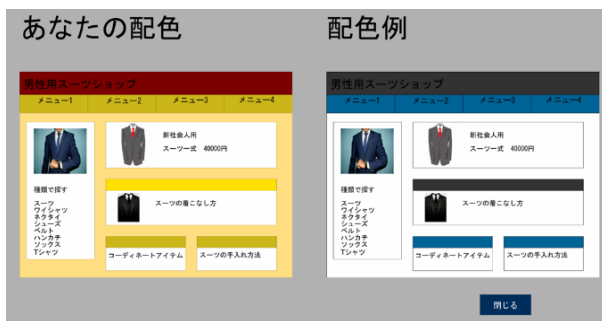 あなたの配色
配色例
男性用スーツショップ
メニュー1 メニュー2 メニュー3 メニュー4
新社会人用
スーツ一式 40000円
種類で探す
スーツ
ワイシャツ
ネクタイ
シューズ
ベルト
ハンカチ
ソックス
Tシャツ
スーツの着こなし方
コーディネートアイテム
スーツの手入れ方法
男性用スーツショップ
メニュー1 メニュー2 メニュー3 メニュー4
新社会人用
スーツ一式 40000円
種類で探す
スーツ
ワイシャツ
ネクタイ
シューズ
ベルト
ハンカチ
ソックス
Tシャツ
スーツの着こなし方
コーディネートアイテム
スーツの手入れ方法
閉じる